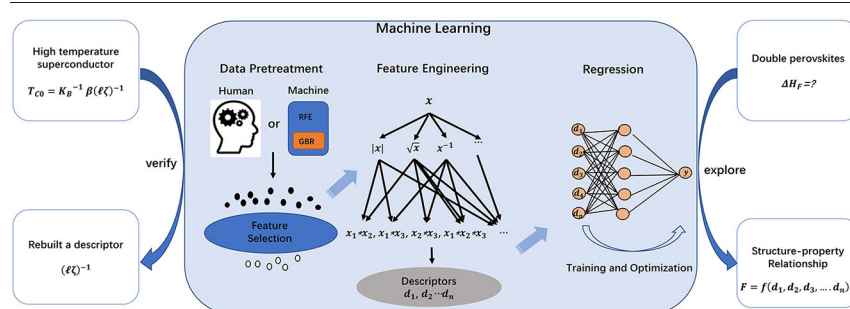 Machine Learning
High temperature
superconductor
T_{C0} = K_B^{-1} β(ℓζ)^{-1}
verify
Rebuilt a descriptor
(ℓζ)^{-1}
Data Pretreatment
Human
or
Machine
RFE
GBR
Feature
Selection
Feature Engineering
x
|x|
√x
x^{-1}
...
x_1*x_2, x_1*x_3, x_2*x_3, x_1*x_2*x_3 ...
Descriptors
d_1, d_2 ⋯ d_n
Regression
d_1
d_2
d_3
d_4
d_n
y
Training and Optimization
Double perovskites
ΔH_F =?
explore
Structure-property
Relationship
F = f(d_1, d_2, d_3, .... d_n)